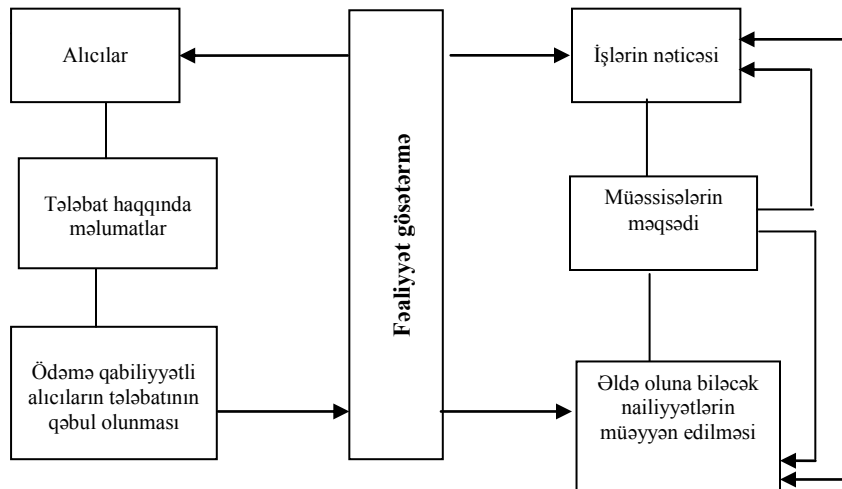 Alıcılar
Tələbat haqqında
məlumatlar
Ödəmə qabiliyyətli
alıcıların tələbatının
qəbul olunması
Fəaliyyət gösətərmə
İşlərin nəticəsi
Müəssisələrin
məqsədi
Əldə oluna biləcək
nailiyyətlərin
müəyyən edilməsi